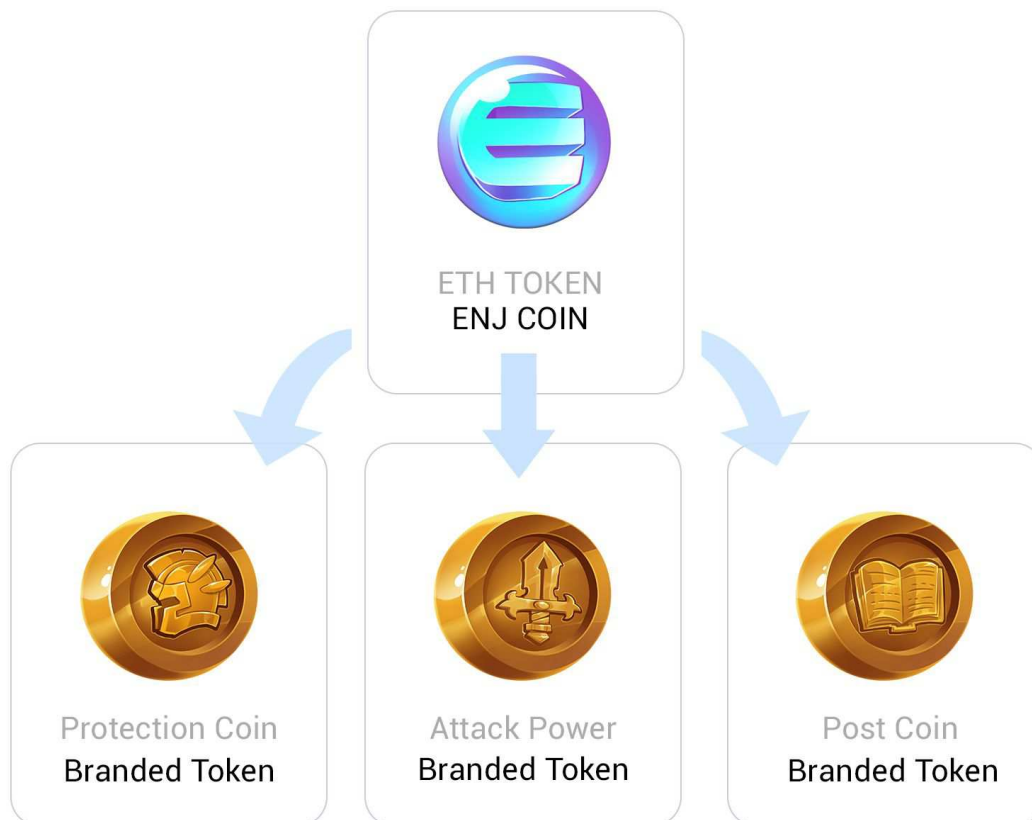 ETH TOKEN
ENJ COIN
Protection Coin
Branded Token
Attack Power
Branded Token
Post Coin
Branded Token